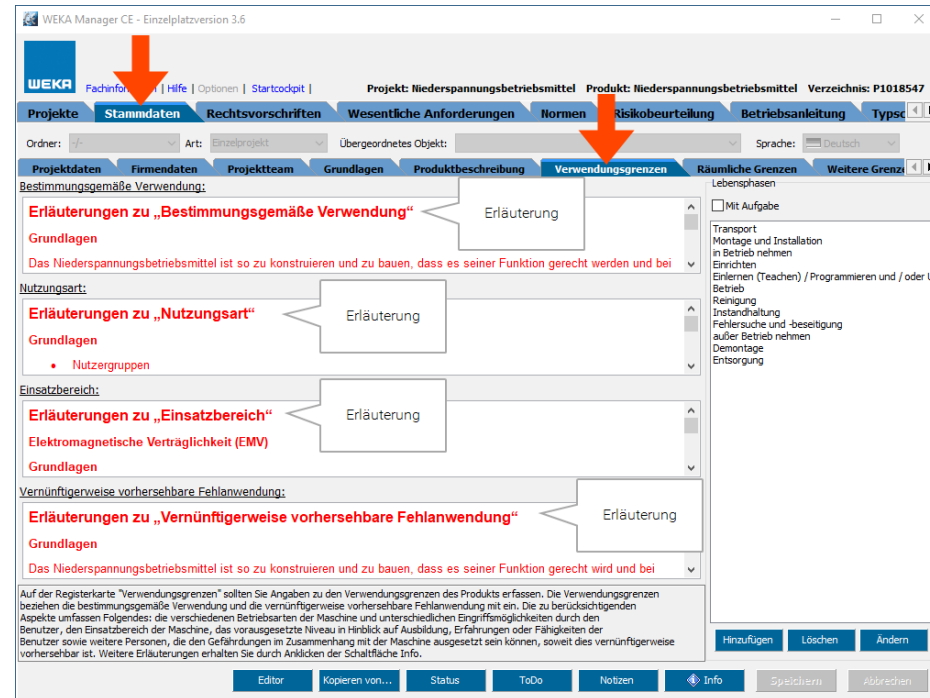 WEKA Manager CE - Einzelplatzversion 3.6
WEKA
Hilfe | Optionen | Startcockpit |
Projekt: Niederspannungsbetriebsmittel Produkt: Niederspannungsbetriebsmittel Verzeichnis: P1018547
Projekte Stammdaten Rechtsvorschriften Wesentliche Anforderungen Normen Risikobeurteilung Betriebsanleitung Typsc
Ordner: -/- Art: Einzelprojekt Übergeordnetes Objekt: Sprache: Deutsch
Projektdaten Firmendaten Projektteam Grundlagen Produktbeschreibung Verwendungsgrenzen Räumliche Grenzen Weitere Grenze
Bestimmungsgemäße Verwendung:
Erläuterungen zu „Bestimmungsgemäße Verwendung“
Erläuterung
Grundlagen
Das Niederspannungsbetriebsmittel ist so zu konstruieren und zu bauen, dass es seiner Funktion gerecht werden und bei
Nutzungsart:
Erläuterungen zu „Nutzungsart“
Erläuterung
Grundlagen
• Nutzergruppen
Einsatzbereich:
Erläuterungen zu „Einsatzbereich“
Erläuterung
Elektromagnetische Verträglichkeit (EMV)
Grundlagen
Vernünftigerweise vorhersehbare Fehlanwendung:
Erläuterungen zu „Vernünftigerweise vorhersehbare Fehlanwendung“
Erläuterung
Grundlagen
Das Niederspannungsbetriebsmittel ist so zu konstruieren und zu bauen, dass es seiner Funktion gerecht wird und bei
Lebensphasen
Mit Aufgabe
Transport
Montage und Installation
in Betrieb nehmen
Einrichten
Einlernen (Teachen) / Programmieren und / oder U
Betrieb
Reinigung
Instandhaltung
Fehlersuche und -beseitigung
außer Betrieb nehmen
Demontage
Entsorgung
Auf der Registerkarte "Verwendungsgrenzen" sollten Sie Angaben zu den Verwendungsgrenzen des Produkts erfassen. Die Verwendungsgrenzen
beziehen die bestimmungsgemäße Verwendung und die vernünftigerweise vorhersehbare Fehlanwendung mit ein. Die zu berücksichtigenden
Aspekte umfassen Folgendes: die verschiedenen Betriebsarten der Maschine und unterschiedlichen Eingriffsmöglichkeiten durch den
Benutzer, den Einsatzbereich der Maschine, das vorausgesetzte Niveau in Hinblick auf Ausbildung, Erfahrungen oder Fähigkeiten der
Benutzer sowie weitere Personen, die den Gefährdungen im Zusammenhang mit der Maschine ausgesetzt sein können, soweit dies vernünftigerweise
vorhersehbar ist. Weitere Erläuterungen erhalten Sie durch Anklicken der Schaltfläche Info.
Hinzufügen Löschen Ändern
Editor Kopieren von... Status ToDo Notizen Info Speichern Abbrechen